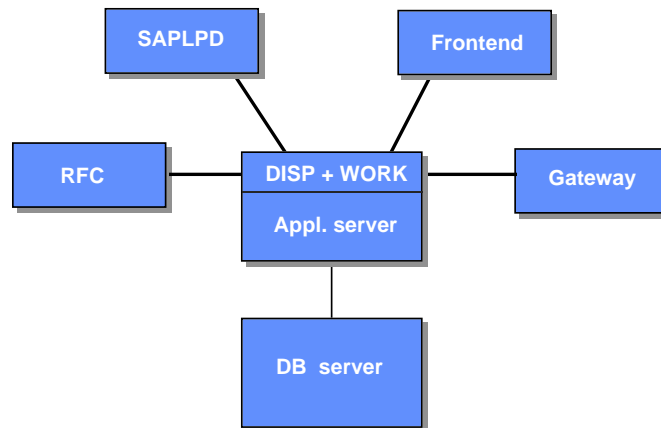 SAPLPD
Frontend
RFC
DISP + WORK
Gateway
Appl. server
DB server